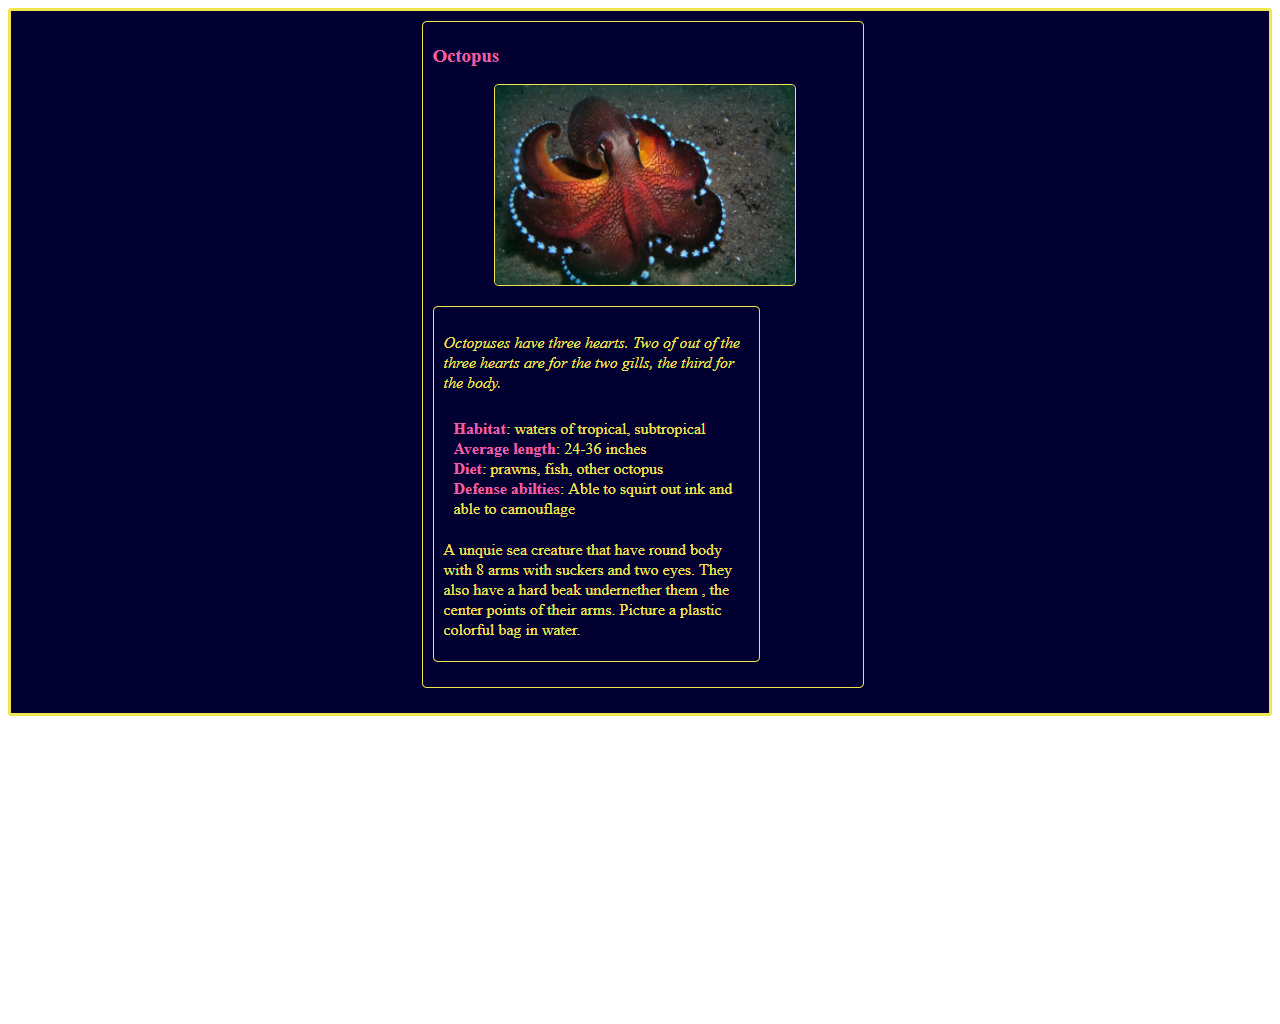 Octopus
Octopuses have three hearts. Two of out of the
three hearts are for the two gills, the third for
the body.
Habitat: waters of tropical, subtropical
Average length: 24-36 inches
Diet: prawns, fish, other octopus
Defense abilties: Able to squirt out ink and
able to camouflage
A unquie sea creature that have round body
with 8 arms with suckers and two eyes. They
also have a hard beak undernether them , the
center points of their arms. Picture a plastic
colorful bag in water.